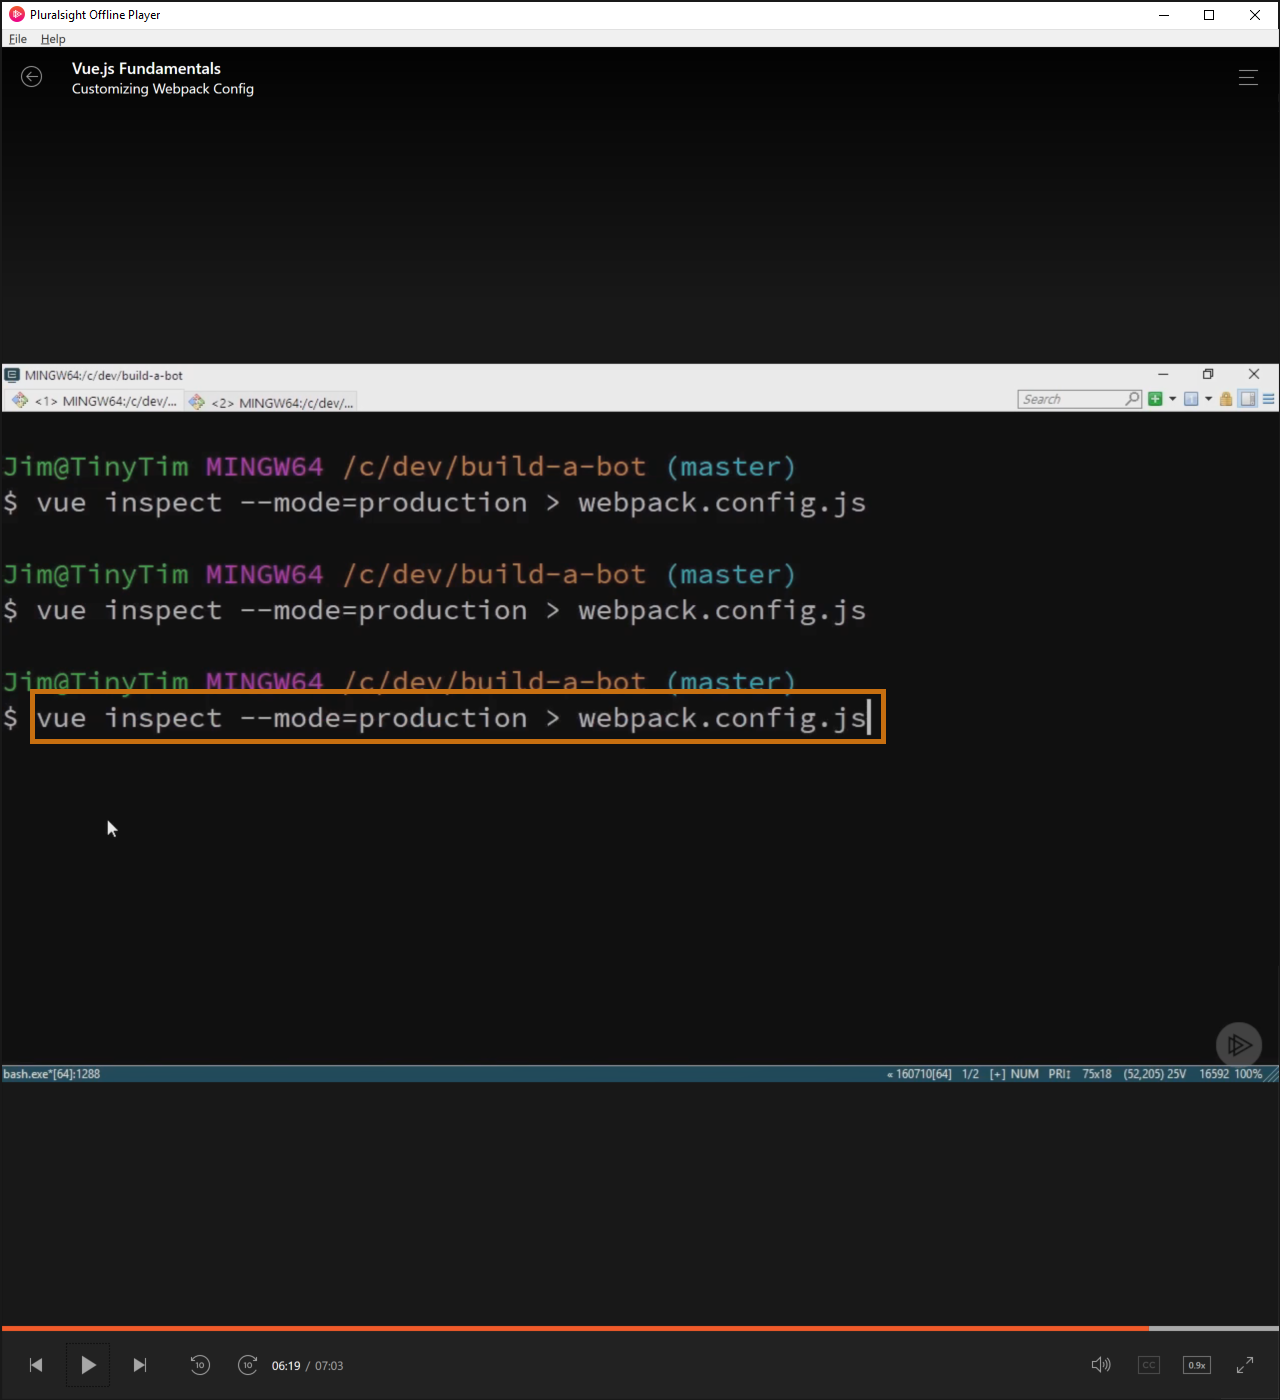 Pluralsight Offline Player
File Help
Vue.js Fundamentals
Customizing Webpack Config
MINGW64:/c/dev/build-a-bot
<1> MINGW64:/c/dev/... <2> MINGW64:/c/dev/... Search
Jim@TinyTim MINGW64 /c/dev/build-a-bot (master)
$ vue inspect --mode=production > webpack.config.js
Jim@TinyTim MINGW64 /c/dev/build-a-bot (master)
$ vue inspect --mode=production > webpack.config.js
Jim@TinyTim MINGW64 /c/dev/build-a-bot (master)
$ vue inspect --mode=production > webpack.config.js
bash.exe*[64]:1288 « 160710[64] 1/2 [+] NUM PRI↕ 75x18 (52,205) 25V 16592 100%
10 10 06:19 / 07:03 CC 0.9x